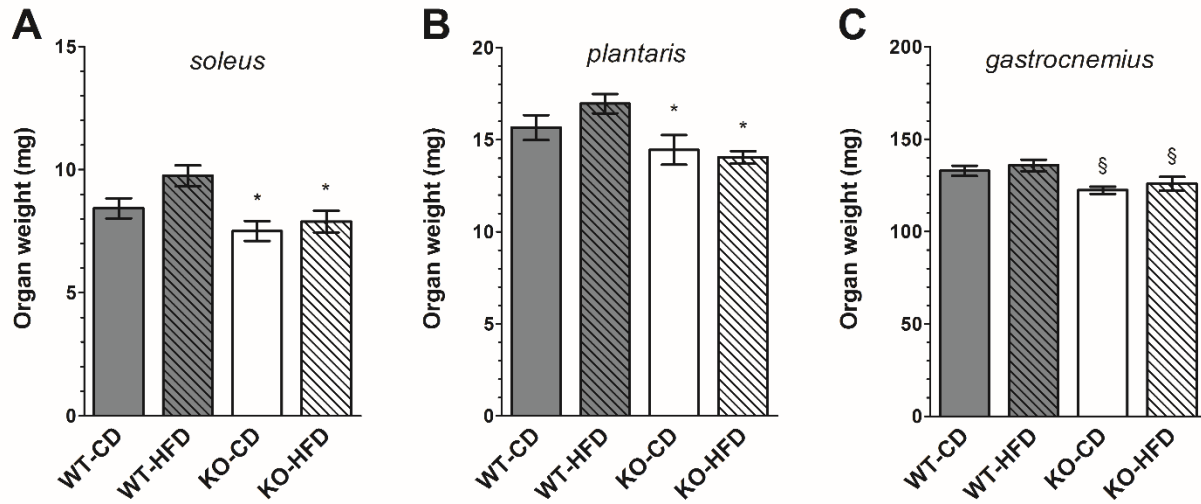 A
soleus
Organ weight (mg)
15
10
5
0
*
*
WT-CD
WT-HFD
KO-CD
KO-HFD
B
plantaris
Organ weight (mg)
20
15
10
5
0
*
*
WT-CD
WT-HFD
KO-CD
KO-HFD
C
gastrocnemius
Organ weight (mg)
200
150
100
50
0
§
§
WT-CD
WT-HFD
KO-CD
KO-HFD